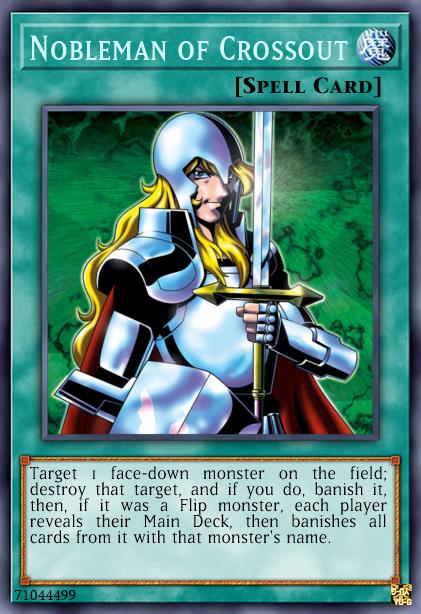 Nobleman of Crossout
魔
[Spell Card]
Target 1 face-down monster on the field;
destroy that target, and if you do, banish it,
then, if it was a Flip monster, each player
reveals their Main Deck, then banishes all
cards from it with that monster's name.
71044499